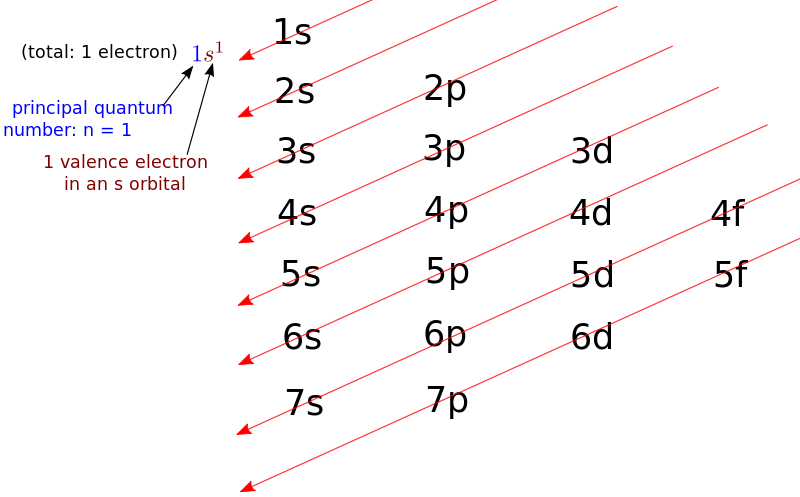 (total: 1 electron) 1s¹
principal quantum
number: n = 1
1 valence electron
in an s orbital
1s
2s 2p
3s 3p 3d
4s 4p 4d 4f
5s 5p 5d 5f
6s 6p 6d
7s 7p